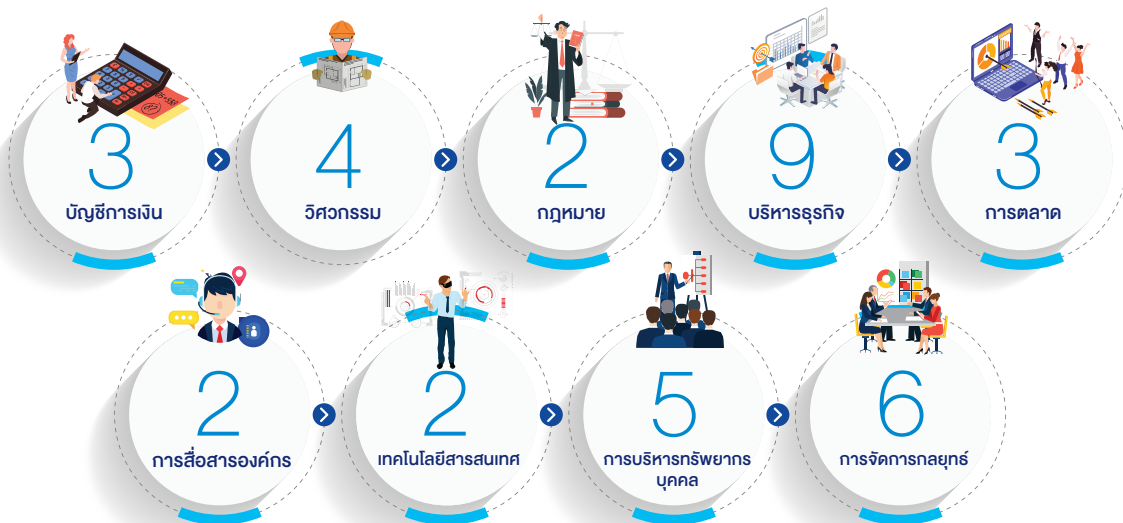 3
บัญชีการเงิน
4
วิศวกรรม
2
กฎหมาย
9
บริหารธุรกิจ
3
การตลาด
2
การสื่อสารองค์กร
2
เทคโนโลยีสารสนเทศ
5
การบริหารทรัพยากร
บุคคล
6
การจัดการกลยุทธ์